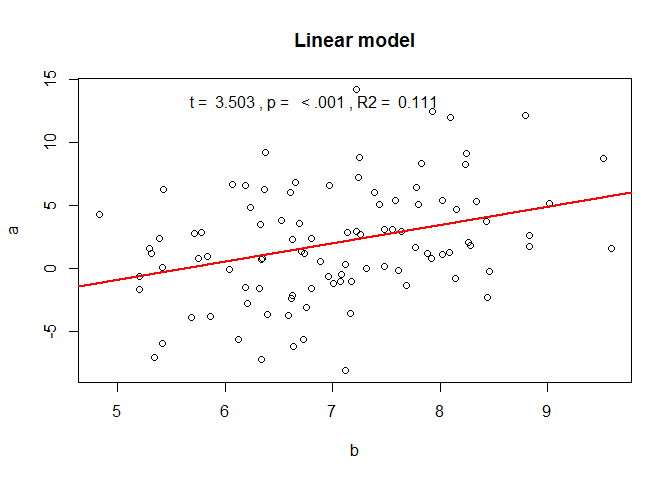 Linear model
t = 3.503 , p = < .001 , R2 = 0.111
15
10
5
0
-5
a
5 6 7 8 9
b